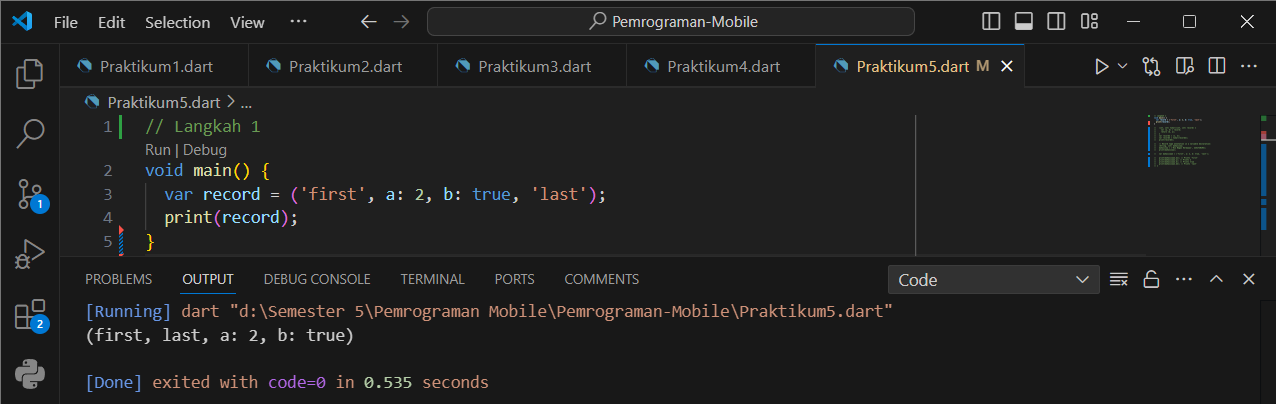 File Edit Selection View ··· Pemrograman-Mobile
Praktikum1.dart Praktikum2.dart Praktikum3.dart Praktikum4.dart Praktikum5.dart M
Praktikum5.dart > ...
1 // Langkah 1
Run | Debug
2 void main() {
3 var record = ('first', a: 2, b: true, 'last');
4 print(record);
5 }
1
PROBLEMS OUTPUT DEBUG CONSOLE TERMINAL PORTS COMMENTS Code
[Running] dart "d:\Semester 5\Pemrograman Mobile\Pemrograman-Mobile\Praktikum5.dart"
2
(first, last, a: 2, b: true)
[Done] exited with code=0 in 0.535 seconds